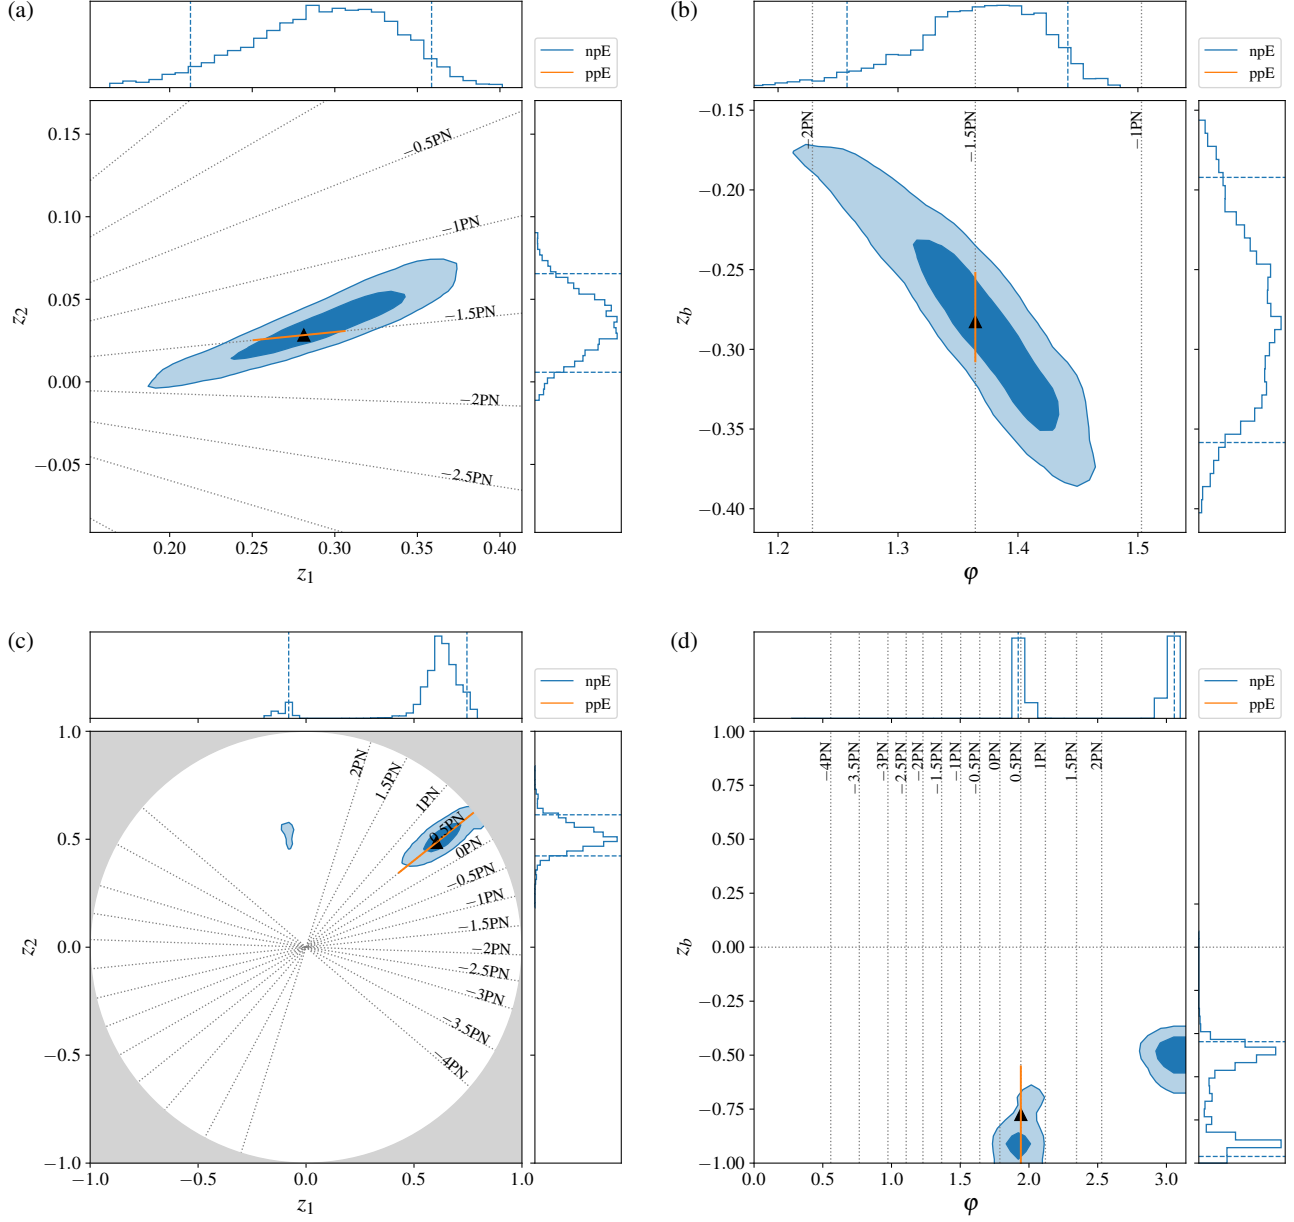 (a)
npE
ppE
0.15
0.10
0.05
0.00
−0.05
z2
−0.5PN
−1PN
−1.5PN
−2PN
−2.5PN
0.20 0.25 0.30 0.35 0.40
z1
(b)
npE
ppE
−0.15
−0.20
−0.25
−0.30
−0.35
−0.40
zb
−2PN
−1.5PN
−1PN
1.2 1.3 1.4 1.5
φ
(c)
npE
ppE
1.0
0.5
0.0
−0.5
−1.0
z2
2PN
1.5PN
1PN
0.5PN
0PN
−0.5PN
−1PN
−1.5PN
−2PN
−2.5PN
−3PN
−3.5PN
−4PN
−1.0 −0.5 0.0 0.5 1.0
z1
(d)
npE
ppE
1.00
0.75
0.50
0.25
0.00
−0.25
−0.50
−0.75
−1.00
zb
−4PN
−3.5PN
−3PN
−2.5PN
−2PN
−1.5PN
−1PN
−0.5PN
0PN
0.5PN
1PN
1.5PN
2PN
0.0 0.5 1.0 1.5 2.0 2.5 3.0
φ